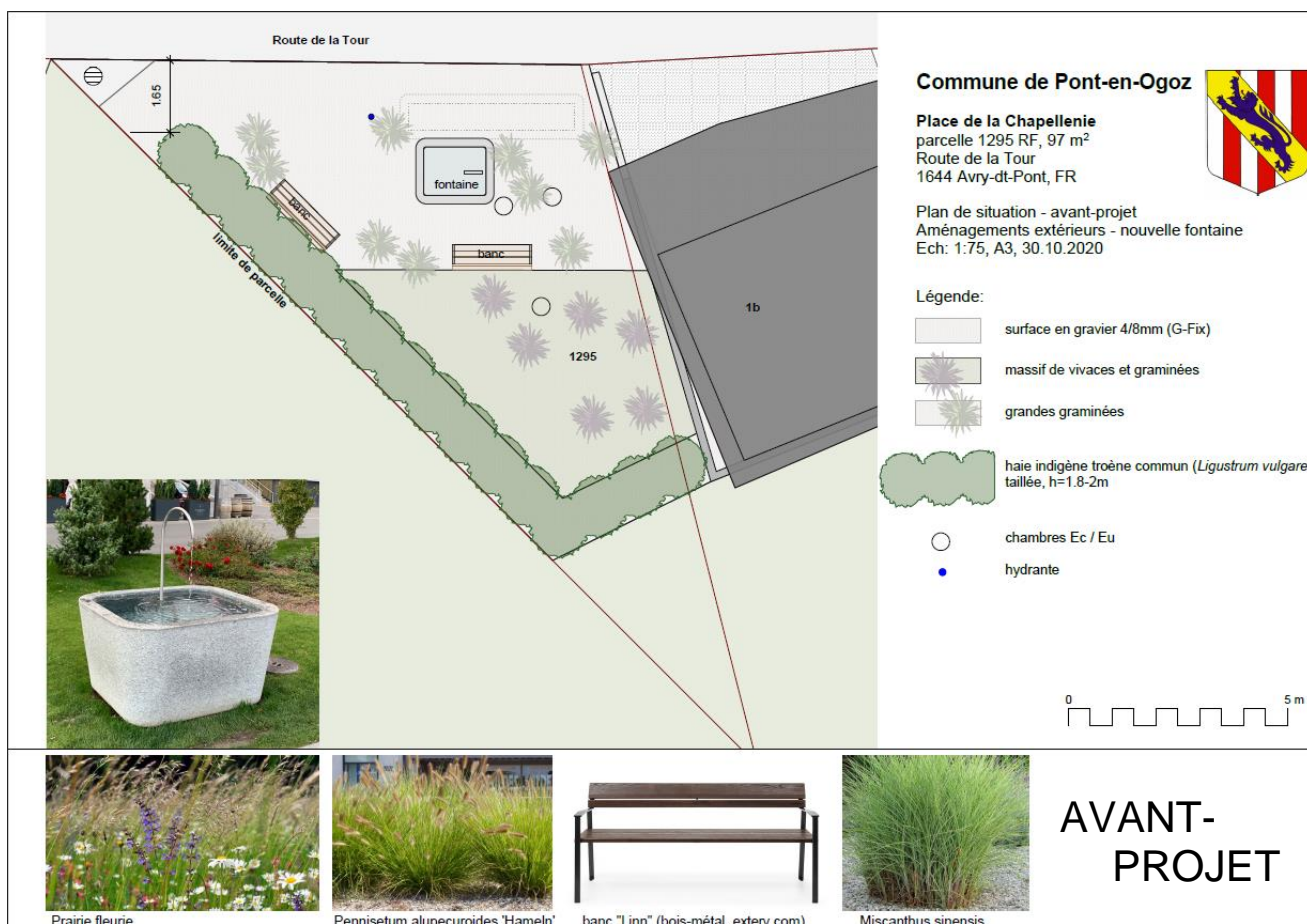 Route de la Tour
1.65
fontaine
banc
banc
limite de parcelle
1295
1b
Commune de Pont-en-Ogoz
Place de la Chapellenie
parcelle 1295 RF, 97 m²
Route de la Tour
1644 Avry-dt-Pont, FR
Plan de situation - avant-projet
Aménagements extérieurs - nouvelle fontaine
Ech: 1:75, A3, 30.10.2020
Légende:
surface en gravier 4/8mm (G-Fix)
massif de vivaces et graminées
grandes graminées
haie indigène troène commun (Ligustrum vulgare
taillée, h=1.8-2m
chambres Ec / Eu
hydrante
0 5 m
Prairie fleurie
Pennisetum alupecuroides 'Hameln'
banc "Linn" (bois-métal, extery.com)
Miscanthus sinensis
AVANT-
PROJET